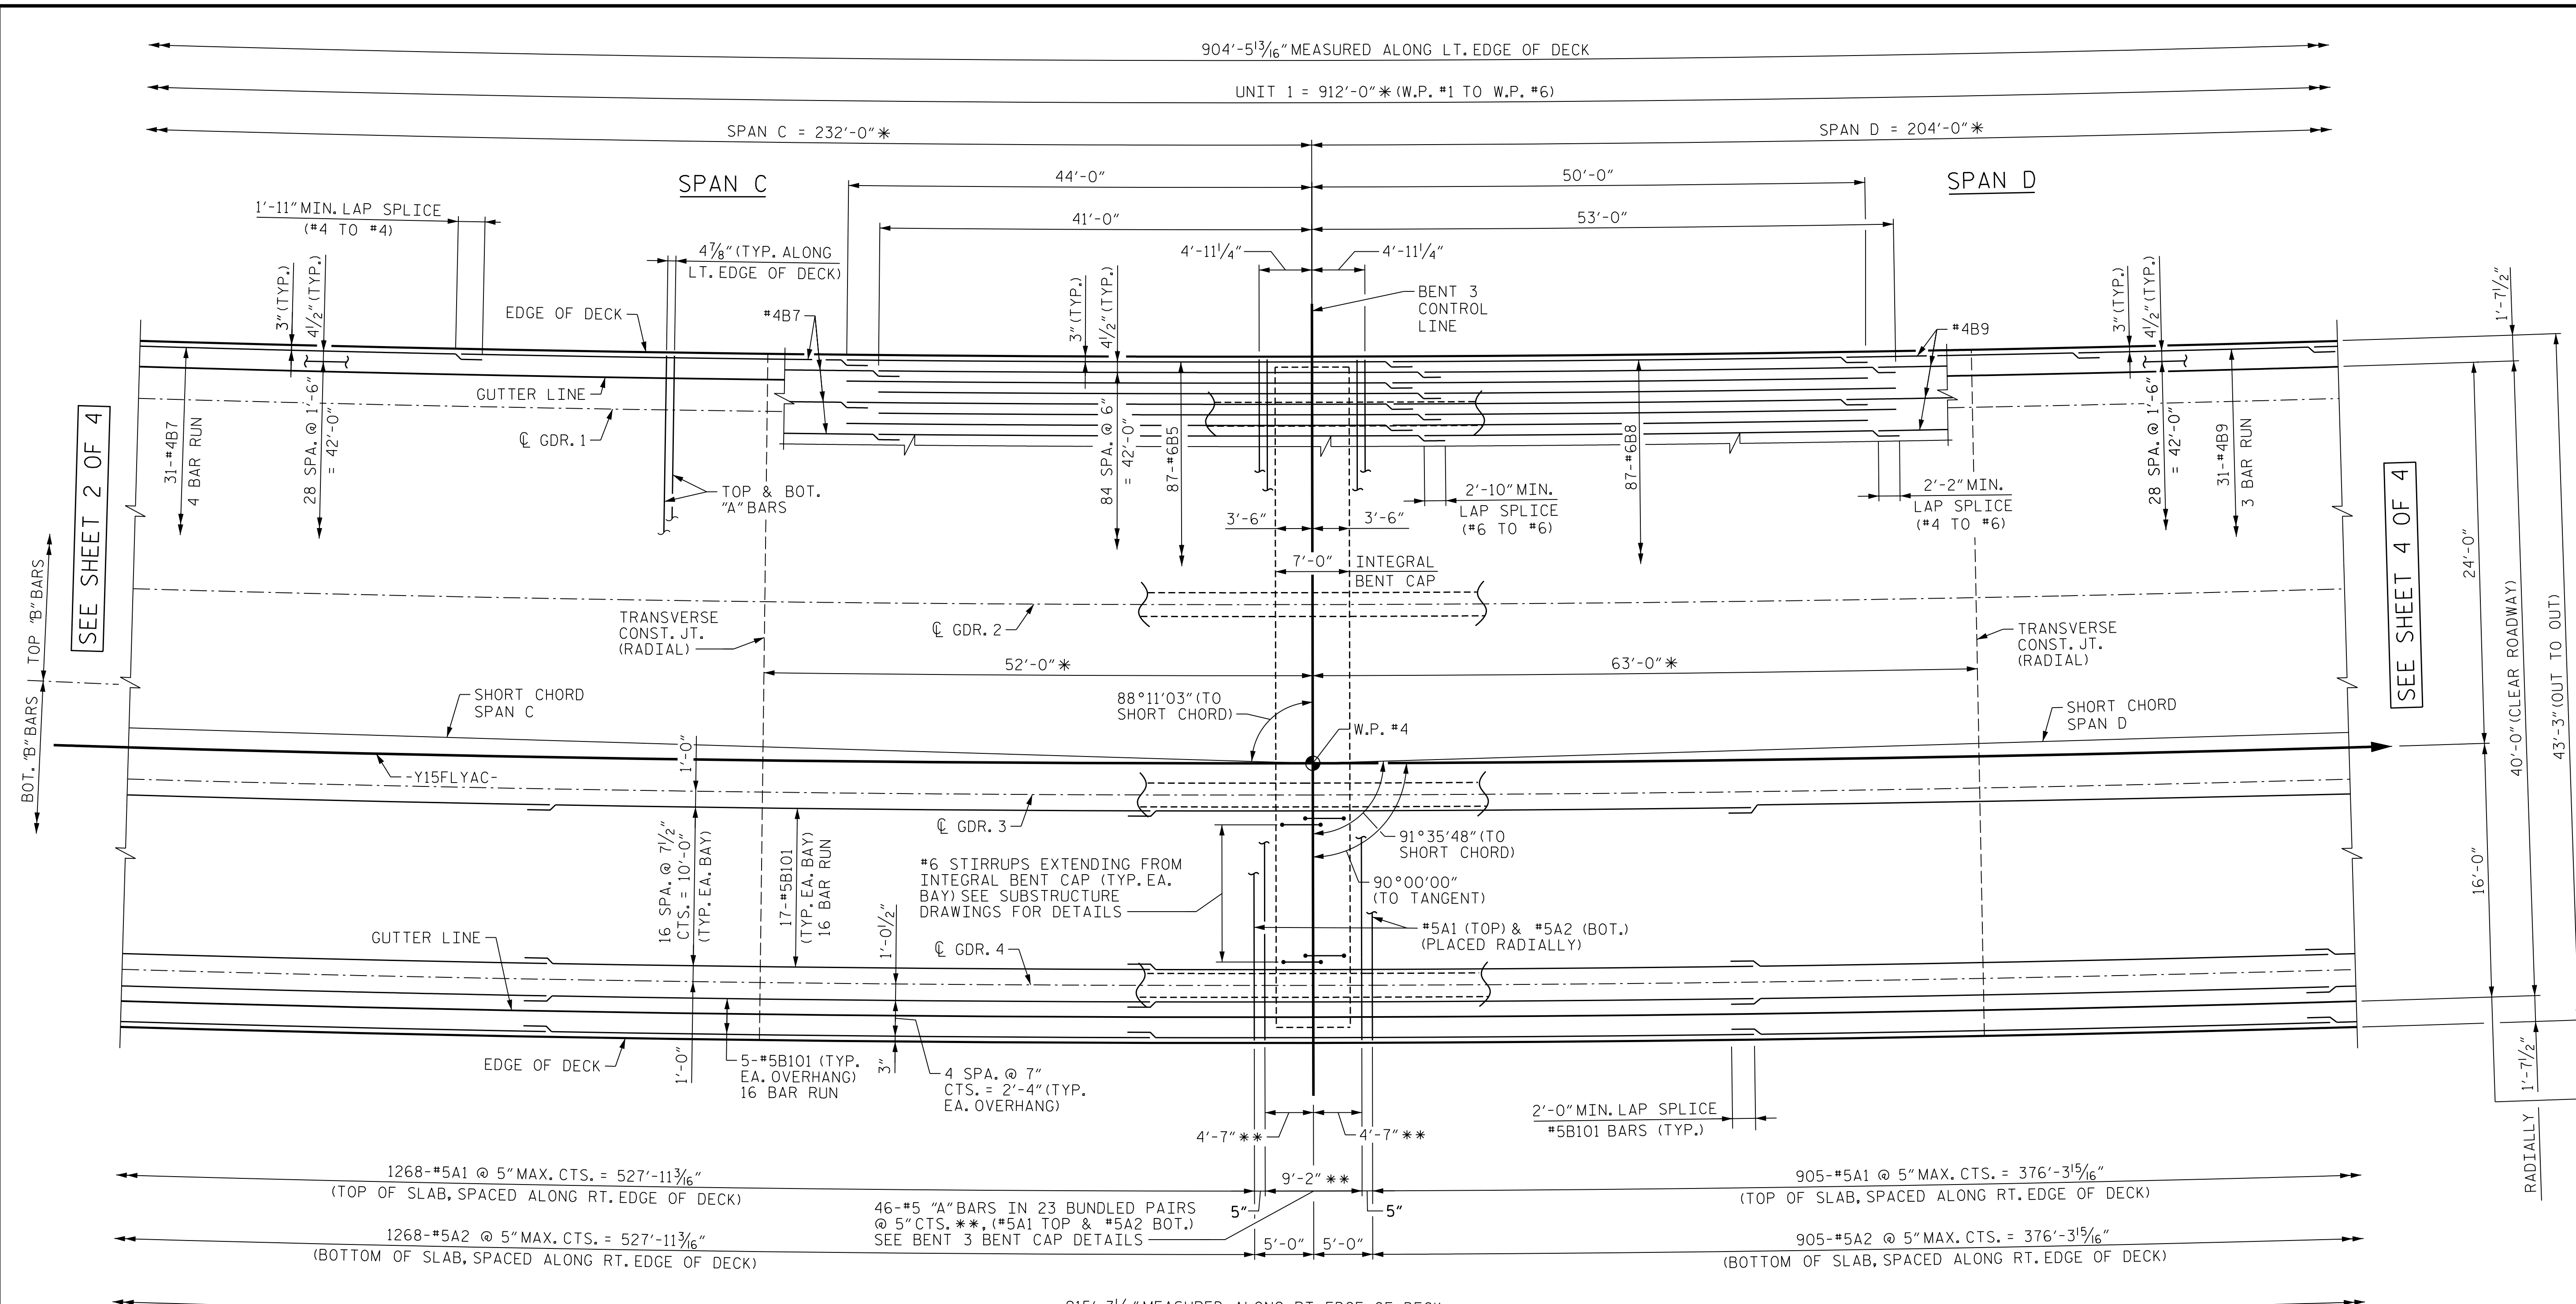 904'-5 13/16" MEASURED ALONG LT. EDGE OF DECK
UNIT 1 = 912'-0"* (W.P. #1 TO W.P. #6)
SPAN C = 232'-0"*
SPAN D = 204'-0"*
SPAN C
SPAN D
44'-0"
50'-0"
41'-0"
53'-0"
1'-11" MIN. LAP SPLICE
(#4 TO #4)
4 7/8" (TYP. ALONG
LT. EDGE OF DECK)
4'-11 1/4"
4'-11 1/4"
BENT 3
CONTROL
LINE
3" (TYP.)
4 1/2" (TYP.)
EDGE OF DECK
#4B7
3" (TYP.)
4 1/2" (TYP.)
#4B9
3" (TYP.)
4 1/2" (TYP.)
1'-7 1/2"
GUTTER LINE
℄ GDR. 1
31-#4B7
4 BAR RUN
28 SPA. @ 1'-6"
= 42'-0"
TOP & BOT.
"A" BARS
84 SPA. @ 6"
= 42'-0"
87-#6B5
87-#6B8
2'-10" MIN.
LAP SPLICE
(#6 TO #6)
2'-2" MIN.
LAP SPLICE
(#4 TO #6)
28 SPA. @ 1'-6"
= 42'-0"
31-#4B9
3 BAR RUN
SEE SHEET 2 OF 4
SEE SHEET 4 OF 4
3'-6"
3'-6"
7'-0"
INTEGRAL
BENT CAP
24'-0"
40'-0" (CLEAR ROADWAY)
43'-3" (OUT TO OUT)
TOP "B" BARS
BOT. "B" BARS
TRANSVERSE
CONST. JT.
(RADIAL)
℄ GDR. 2
TRANSVERSE
CONST. JT.
(RADIAL)
52'-0"*
63'-0"*
SHORT CHORD
SPAN C
88°11'03" (TO
SHORT CHORD)
W.P. #4
SHORT CHORD
SPAN D
-Y15FLYAC-
1'-0"
℄ GDR. 3
91°35'48" (TO
SHORT CHORD)
90°00'00"
(TO TANGENT)
16 SPA. @ 7 1/2"
CTS. = 10'-0"
(TYP. EA. BAY)
17-#5B101
(TYP. EA. BAY)
16 BAR RUN
#6 STIRRUPS EXTENDING FROM
INTEGRAL BENT CAP (TYP. EA.
BAY) SEE SUBSTRUCTURE
DRAWINGS FOR DETAILS
#5A1 (TOP) & #5A2 (BOT.)
(PLACED RADIALLY)
16'-0"
GUTTER LINE
1'-0 1/2"
℄ GDR. 4
EDGE OF DECK
1'-0"
5-#5B101 (TYP.
EA. OVERHANG)
16 BAR RUN
3"
4 SPA. @ 7"
CTS. = 2'-4" (TYP.
EA. OVERHANG)
4'-7"**
4'-7"**
2'-0" MIN. LAP SPLICE
#5B101 BARS (TYP.)
1'-7 1/2"
RADIALLY
1268-#5A1 @ 5" MAX. CTS. = 527'-11 3/16"
(TOP OF SLAB, SPACED ALONG RT. EDGE OF DECK)
9'-2" **
905-#5A1 @ 5" MAX. CTS. = 376'-3 15/16"
(TOP OF SLAB, SPACED ALONG RT. EDGE OF DECK)
46-#5 "A" BARS IN 23 BUNDLED PAIRS
@ 5" CTS. **, (#5A1 TOP & #5A2 BOT.)
SEE BENT 3 BENT CAP DETAILS
5"
5"
5'-0"
5'-0"
1268-#5A2 @ 5" MAX. CTS. = 527'-11 3/16"
(BOTTOM OF SLAB, SPACED ALONG RT. EDGE OF DECK)
905-#5A2 @ 5" MAX. CTS. = 376'-3 15/16"
(BOTTOM OF SLAB, SPACED ALONG RT. EDGE OF DECK)
MEASURED ALONG RT. EDGE OF DECK